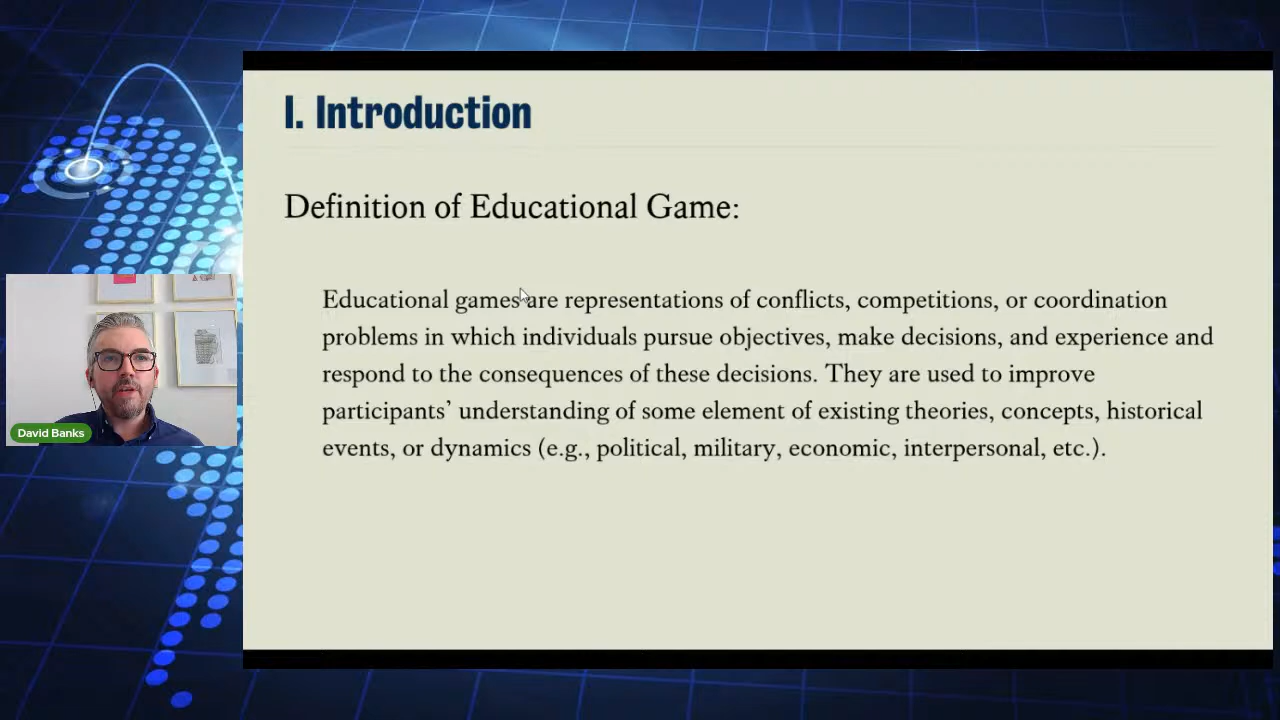 I. Introduction
Definition of Educational Game:
Educational games are representations of conflicts, competitions, or coordination
problems in which individuals pursue objectives, make decisions, and experience and
respond to the consequences of these decisions. They are used to improve
participants’ understanding of some element of existing theories, concepts, historical
events, or dynamics (e.g., political, military, economic, interpersonal, etc.).
David Banks